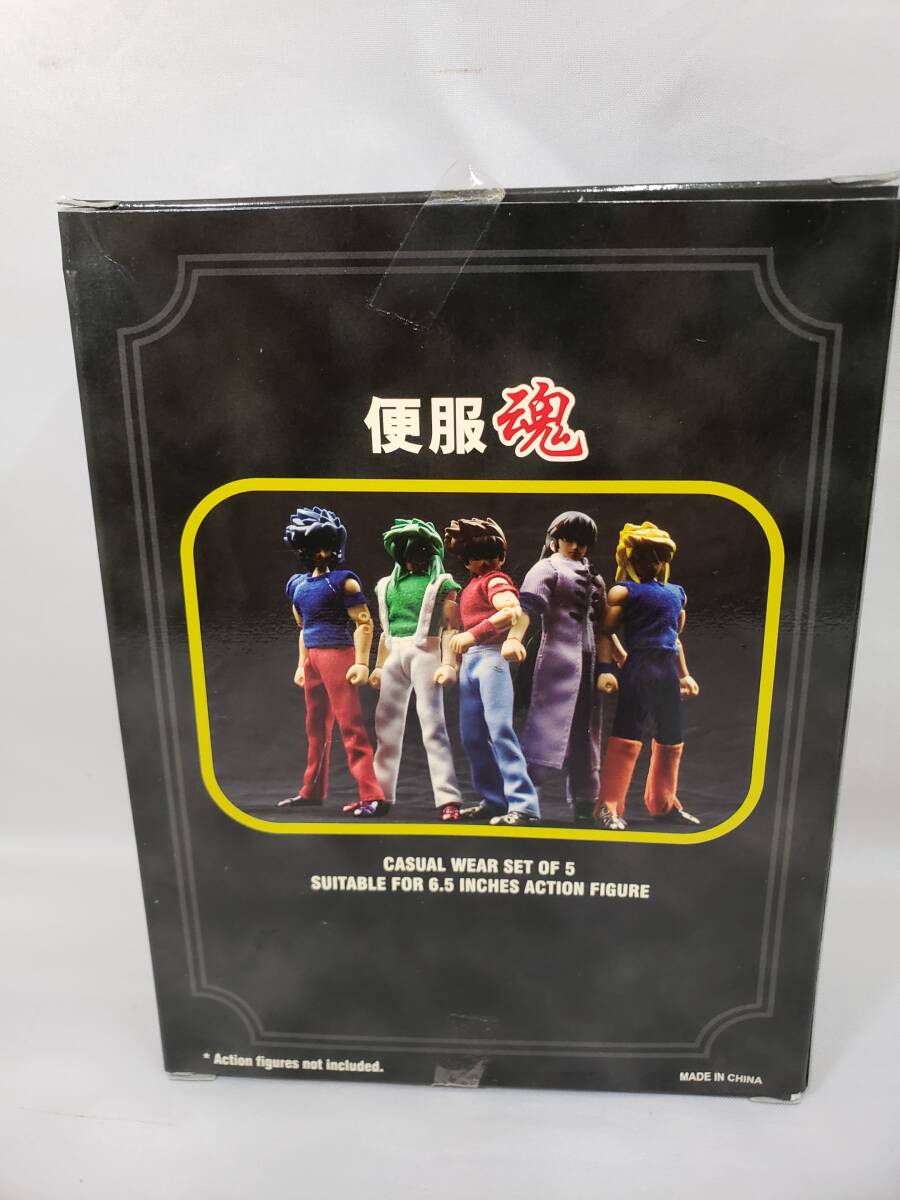 便服魂
CASUAL WEAR SET OF 5
SUITABLE FOR 6.5 INCHES ACTION FIGURE
* Action figures not included.
MADE IN CHINA